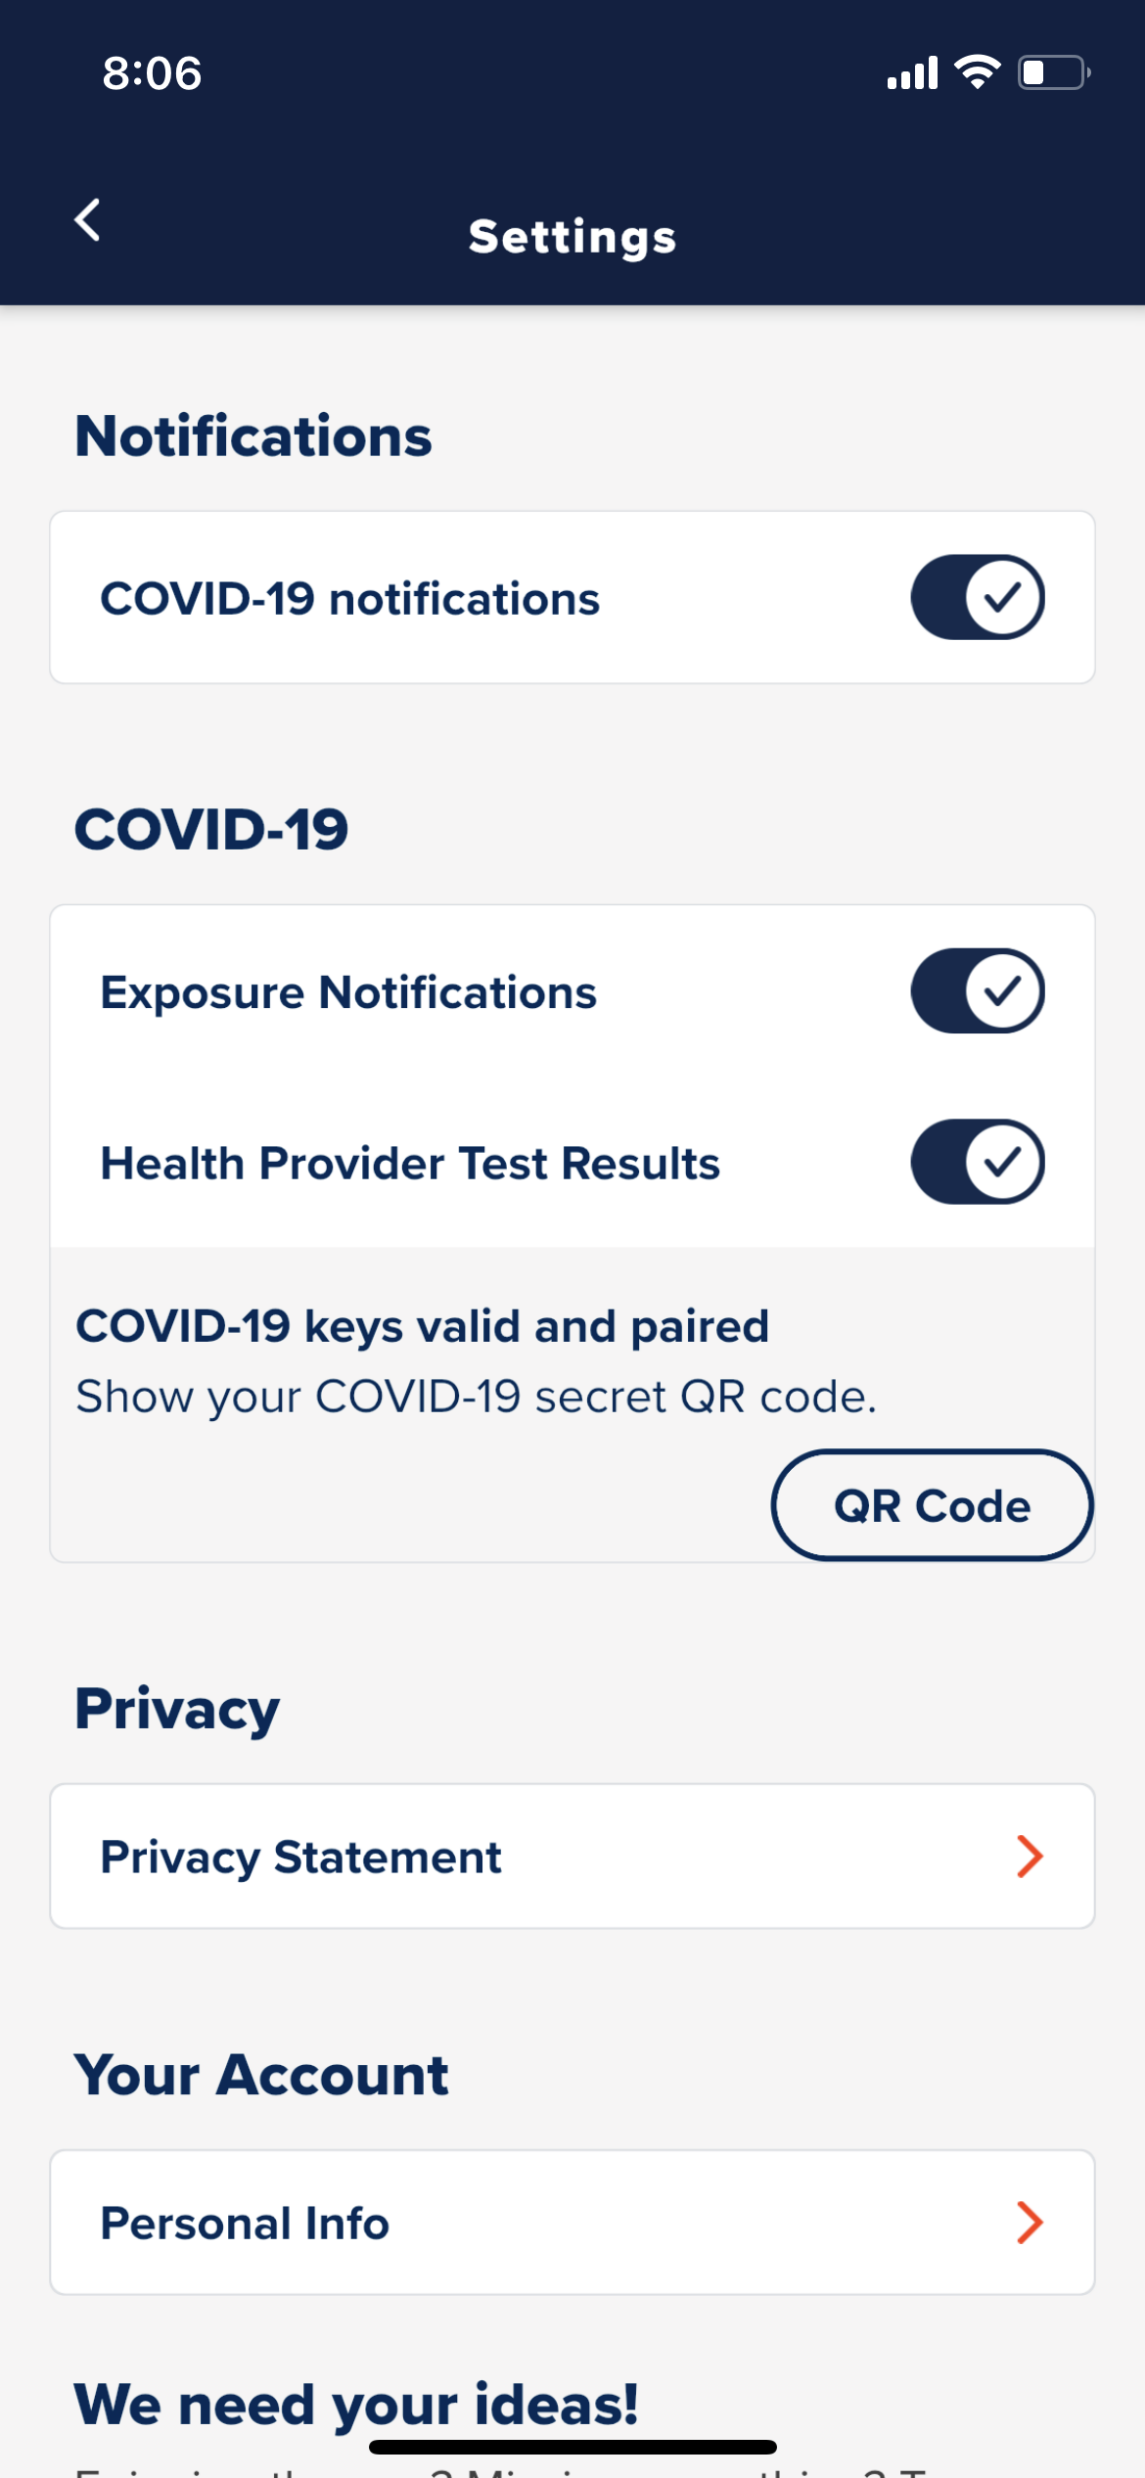 8:06
Settings
Notifications
COVID-19 notifications
COVID-19
Exposure Notifications
Health Provider Test Results
COVID-19 keys valid and paired
Show your COVID-19 secret QR code.
QR Code
Privacy
Privacy Statement
Your Account
Personal Info
We need your ideas!